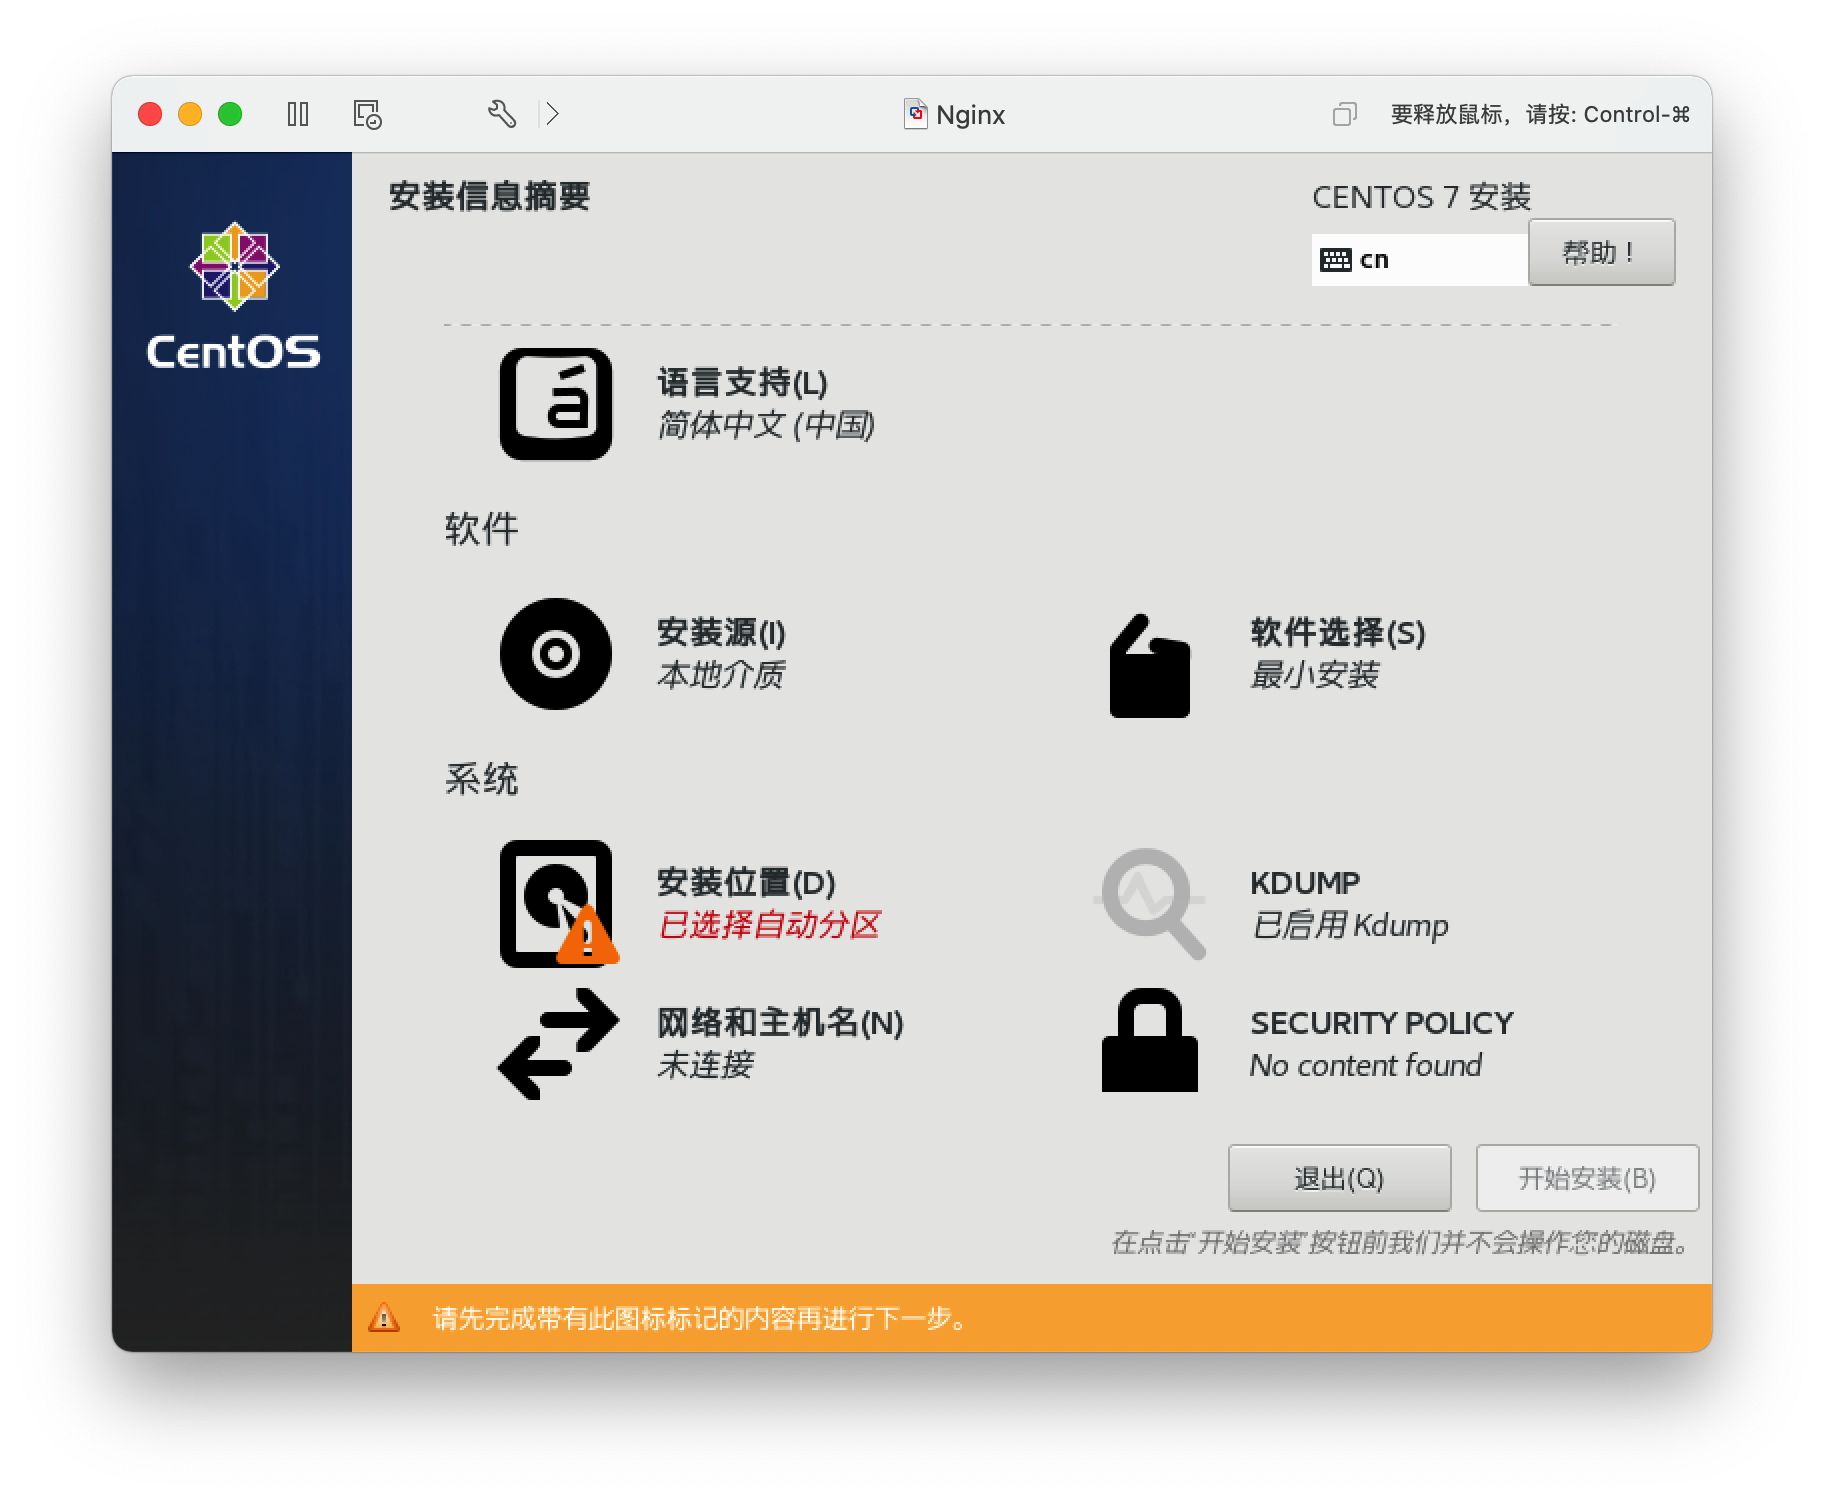 Nginx
要释放鼠标，请按: Control-⌘
安装信息摘要
CENTOS 7 安装
cn
帮助！
CentOS
á
语言支持(L)
简体中文 (中国)
软件
安装源(I)
本地介质
软件选择(S)
最小安装
系统
安装位置(D)
已选择自动分区
KDUMP
已启用 Kdump
网络和主机名(N)
未连接
SECURITY POLICY
No content found
退出(Q)
开始安装(B)
在点击"开始安装"按钮前我们并不会操作您的磁盘。
请先完成带有此图标标记的内容再进行下一步。